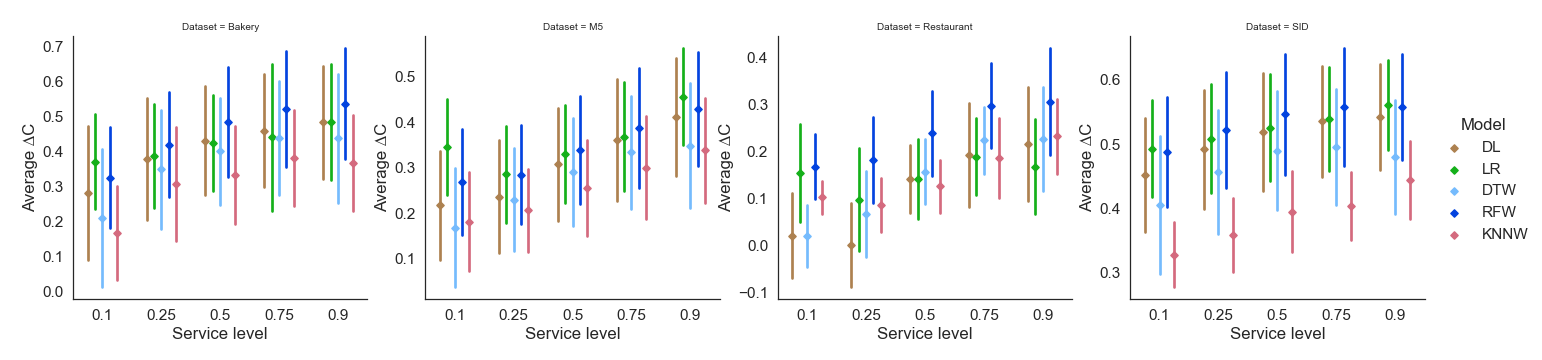 Dataset = Bakery
Average ΔC
0.7
0.6
0.5
0.4
0.3
0.2
0.1
0.0
0.1 0.25 0.5 0.75 0.9
Service level
Dataset = M5
Average ΔC
0.5
0.4
0.3
0.2
0.1
0.1 0.25 0.5 0.75 0.9
Service level
Dataset = Restaurant
Average ΔC
0.4
0.3
0.2
0.1
0.0
−0.1
0.1 0.25 0.5 0.75 0.9
Service level
Dataset = SID
Average ΔC
0.6
0.5
0.4
0.3
0.1 0.25 0.5 0.75 0.9
Service level
Model
DL
LR
DTW
RFW
KNNW